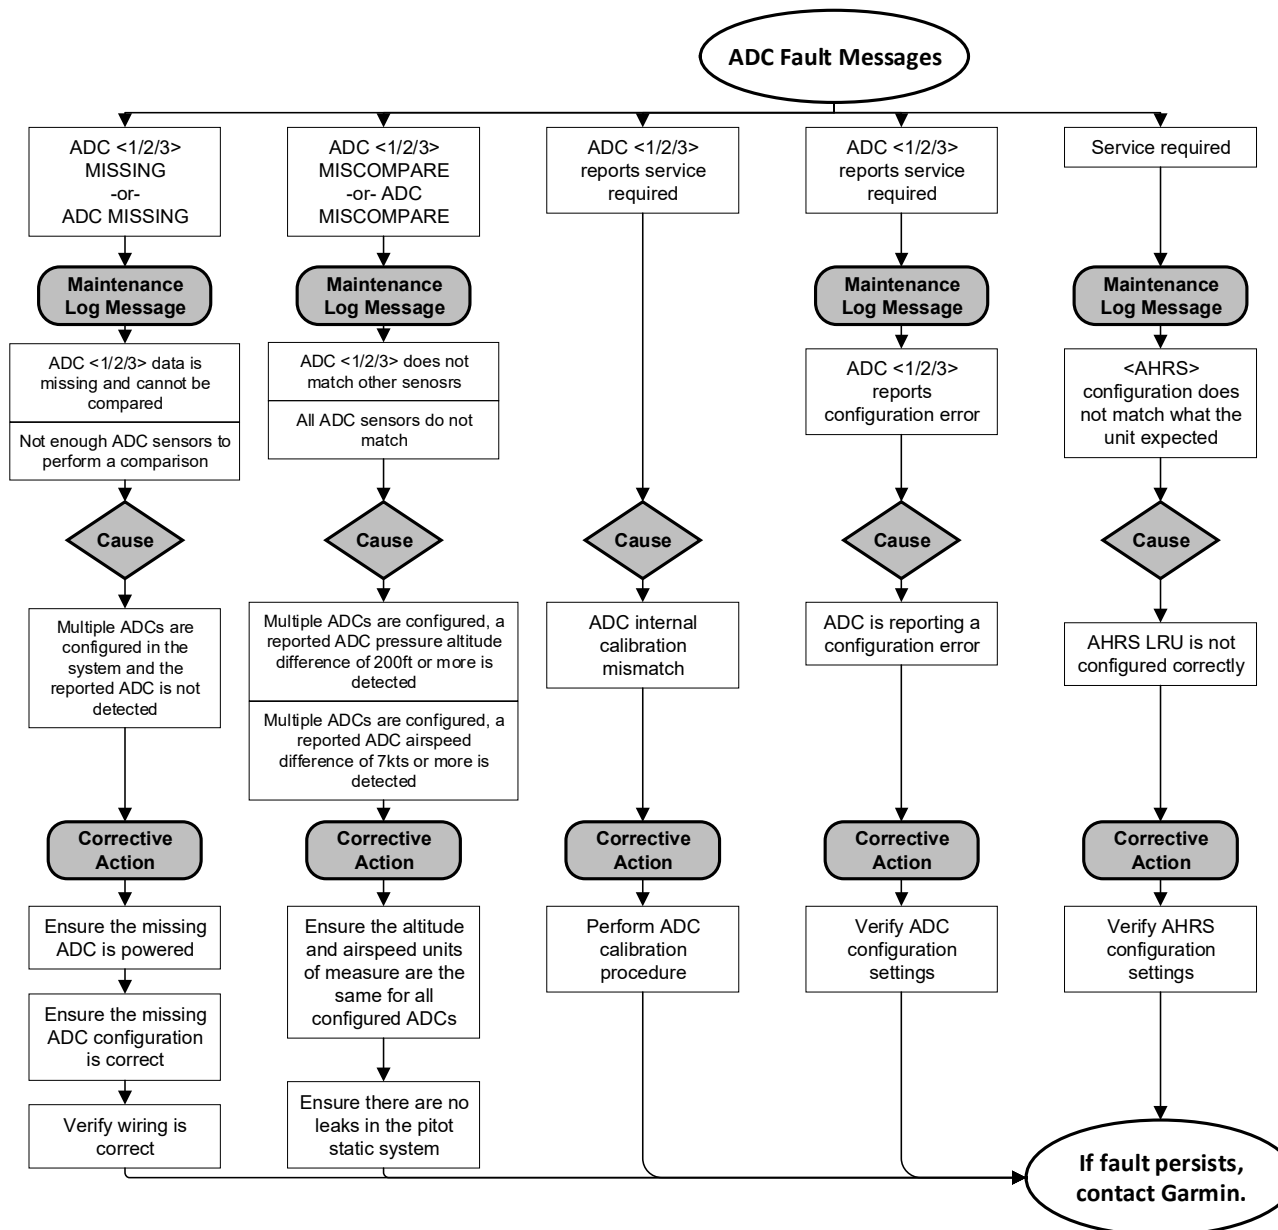 ADC Fault Messages
ADC <1/2/3>
MISSING
-or-
ADC MISSING
ADC <1/2/3>
MISCOMPARE
-or- ADC
MISCOMPARE
ADC <1/2/3>
reports service
required
ADC <1/2/3>
reports service
required
Service required
Maintenance
Log Message
Maintenance
Log Message
Maintenance
Log Message
Maintenance
Log Message
ADC <1/2/3> data is
missing and cannot be
compared
Not enough ADC sensors to
perform a comparison
ADC <1/2/3> does not
match other senosrs
All ADC sensors do not
match
ADC <1/2/3>
reports
configuration error
<AHRS>
configuration does
not match what the
unit expected
Cause
Cause
Cause
Cause
Cause
Multiple ADCs are
configured in the
system and the
reported ADC is not
detected
Multiple ADCs are configured, a
reported ADC pressure altitude
difference of 200ft or more is
detected
Multiple ADCs are configured, a
reported ADC airspeed
difference of 7kts or more is
detected
ADC internal
calibration
mismatch
ADC is reporting a
configuration error
AHRS LRU is not
configured correctly
Corrective
Action
Corrective
Action
Corrective
Action
Corrective
Action
Corrective
Action
Ensure the missing
ADC is powered
Ensure the missing
ADC configuration
is correct
Verify wiring is
correct
Ensure the altitude
and airspeed units
of measure are the
same for all
configured ADCs
Ensure there are no
leaks in the pitot
static system
Perform ADC
calibration
procedure
Verify ADC
configuration
settings
Verify AHRS
configuration
settings
If fault persists,
contact Garmin.